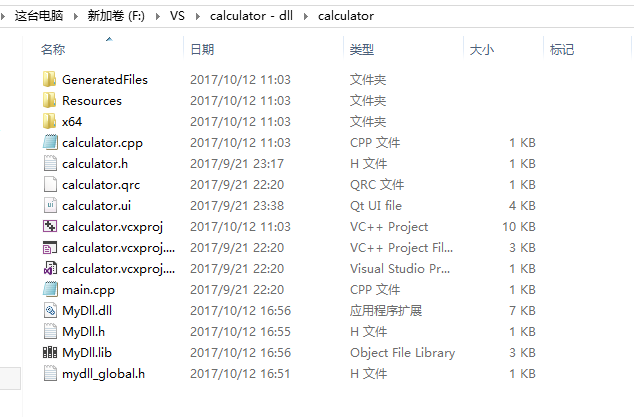 这台电脑 新加卷 (F:) VS calculator - dll calculator
名称 日期 类型 大小 标记
GeneratedFiles 2017/10/12 11:03 文件夹
Resources 2017/10/12 11:03 文件夹
x64 2017/10/12 11:03 文件夹
calculator.cpp 2017/10/12 11:03 CPP 文件 1 KB
calculator.h 2017/9/21 23:17 H 文件 1 KB
calculator.qrc 2017/9/21 22:20 QRC 文件 1 KB
calculator.ui 2017/9/21 23:38 Qt UI file 4 KB
calculator.vcxproj 2017/10/12 11:03 VC++ Project 10 KB
calculator.vcxproj.... 2017/9/21 22:20 VC++ Project Fil... 3 KB
calculator.vcxproj.... 2017/9/21 22:20 Visual Studio Pr... 1 KB
main.cpp 2017/9/21 22:20 CPP 文件 1 KB
MyDll.dll 2017/10/12 16:56 应用程序扩展 7 KB
MyDll.h 2017/10/12 16:55 H 文件 1 KB
MyDll.lib 2017/10/12 16:56 Object File Library 3 KB
mydll_global.h 2017/10/12 16:51 H 文件 1 KB